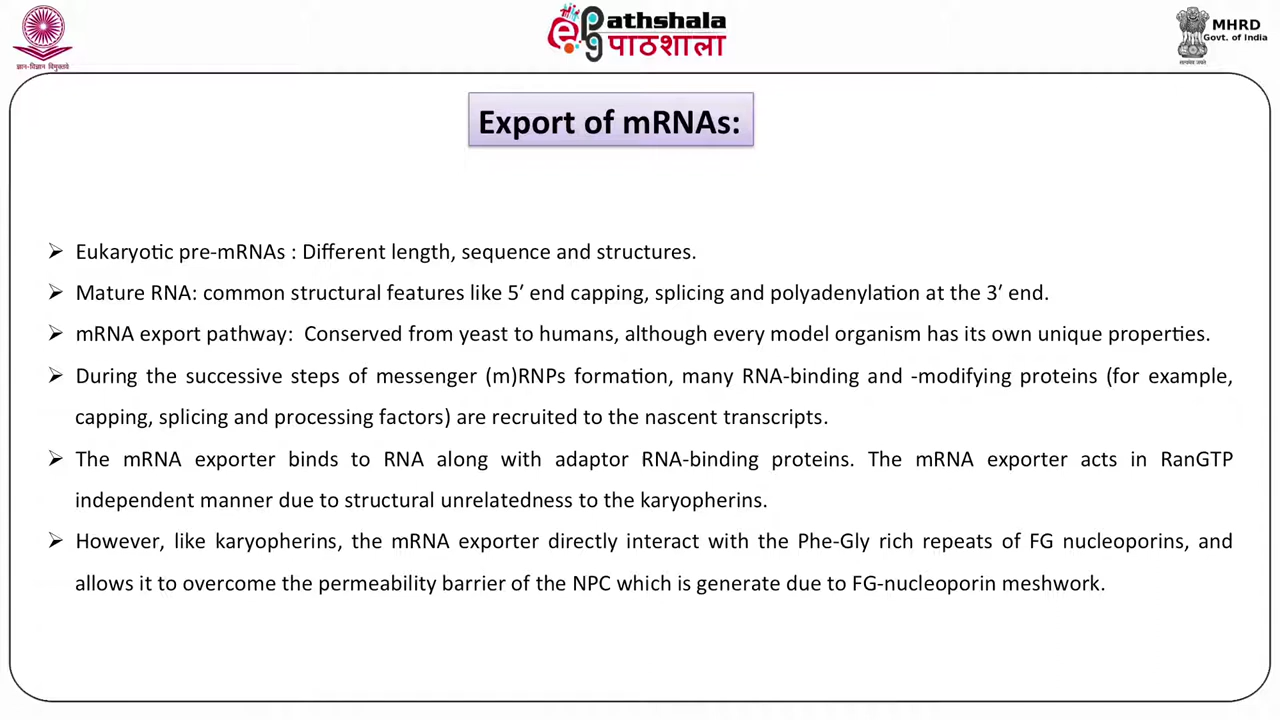 ज्ञान-विज्ञान विमुक्तये
ePathshala
पाठशाला
MHRD
Govt. of India
सत्यमेव जयते
Export of mRNAs:
➢ Eukaryotic pre-mRNAs : Different length, sequence and structures.
➢ Mature RNA: common structural features like 5′ end capping, splicing and polyadenylation at the 3′ end.
➢ mRNA export pathway: Conserved from yeast to humans, although every model organism has its own unique properties.
➢ During the successive steps of messenger (m)RNPs formation, many RNA-binding and -modifying proteins (for example,
capping, splicing and processing factors) are recruited to the nascent transcripts.
➢ The mRNA exporter binds to RNA along with adaptor RNA-binding proteins. The mRNA exporter acts in RanGTP
independent manner due to structural unrelatedness to the karyopherins.
➢ However, like karyopherins, the mRNA exporter directly interact with the Phe-Gly rich repeats of FG nucleoporins, and
allows it to overcome the permeability barrier of the NPC which is generate due to FG-nucleoporin meshwork.